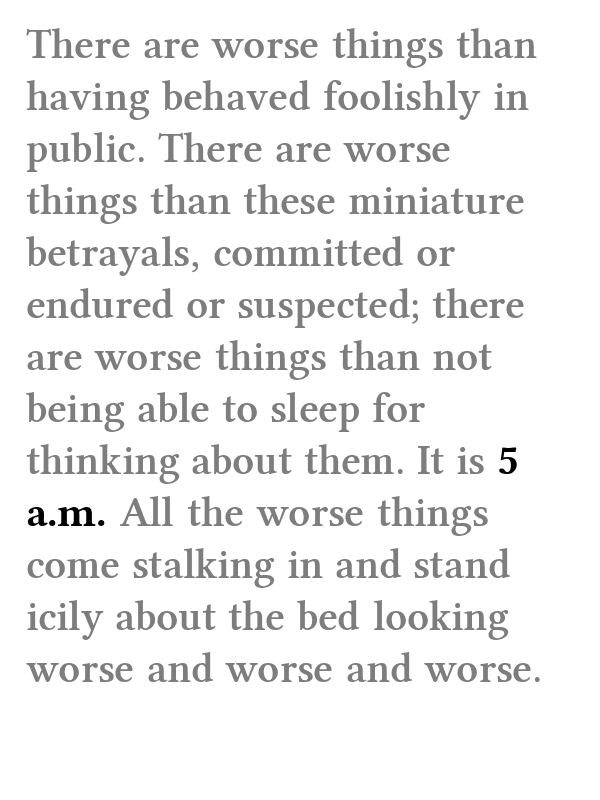 There are worse things than
having behaved foolishly in
public. There are worse
things than these miniature
betrayals, committed or
endured or suspected; there
are worse things than not
being able to sleep for
thinking about them. It is 5
a.m. All the worse things
come stalking in and stand
icily about the bed looking
worse and worse and worse.